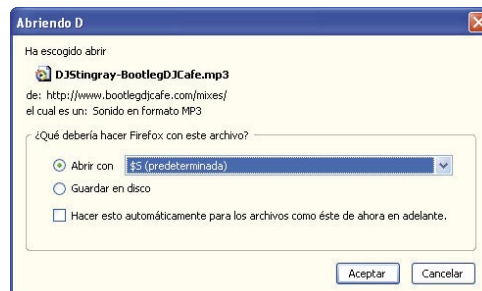 Abriendo D
Ha escogido abrir
DJStingray-BootlegDJCafe.mp3
de: http://www.bootlegdjcafe.com/mixes/
el cual es un: Sonido en formato MP3
¿Qué debería hacer Firefox con este archivo?
Abrir con $S (predeterminada)
Guardar en disco
Hacer esto automáticamente para los archivos como éste de ahora en adelante.
Aceptar Cancelar